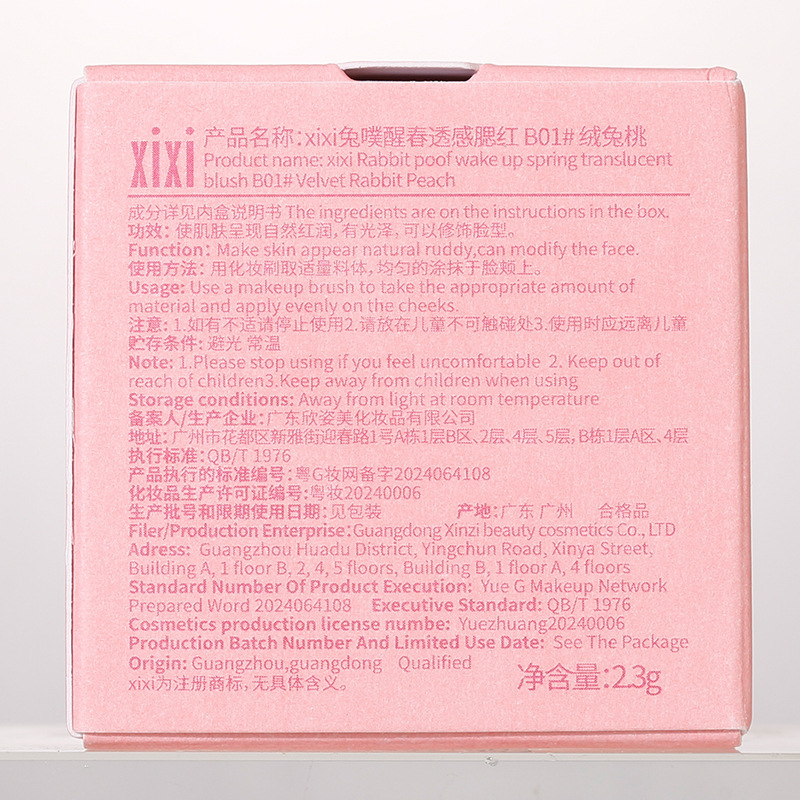 xixi
产品名称:xixi兔噗醒春透感腮红 B01# 绒兔桃
Product name: xixi Rabbit poof wake up spring translucent
blush B01# Velvet Rabbit Peach
成分详见内盒说明书 The ingredients are on the instructions in the box.
功效: 使肌肤呈现自然红润,有光泽,可以修饰脸型。
Function: Make skin appear natural ruddy,can modify the face.
使用方法: 用化妆刷取适量料体,均匀的涂抹于脸颊上。
Usage: Use a makeup brush to take the appropriate amount of
material and apply evenly on the cheeks.
注意: 1.如有不适请停止使用2.请放在儿童不可触碰处3.使用时应远离儿童
贮存条件: 避光 常温
Note: 1.Please stop using if you feel uncomfortable 2. Keep out of
reach of children3.Keep away from children when using
Storage conditions: Away from light at room temperature
备案人/生产企业:广东欣姿美化妆品有限公司
地址: 广州市花都区新雅街迎春路1号A栋1层B区、2层、4层、5层, B栋1层A区、4层
执行标准:QB/T 1976
产品执行的标准编号:粤G妆网备字2024064108
化妆品生产许可证编号:粤妆20240006
生产批号和限期使用日期:见包装 产地:广东 广州 合格品
Filer/Production Enterprise:Guangdong Xinzi beauty cosmetics Co., LTD
Adress: Guangzhou Huadu District, Yingchun Road, Xinya Street,
Building A, 1 floor B, 2, 4, 5 floors, Building B, 1 floor A, 4 floors
Standard Number Of Product Execution: Yue G Makeup Network
Prepared Word 2024064108 Executive Standard: QB/T 1976
Cosmetics production license numbe: Yuezhuang20240006
Production Batch Number And Limited Use Date: See The Package
Origin: Guangzhou,guangdong Qualified
xixi为注册商标,无具体含义。
净含量:2.3g